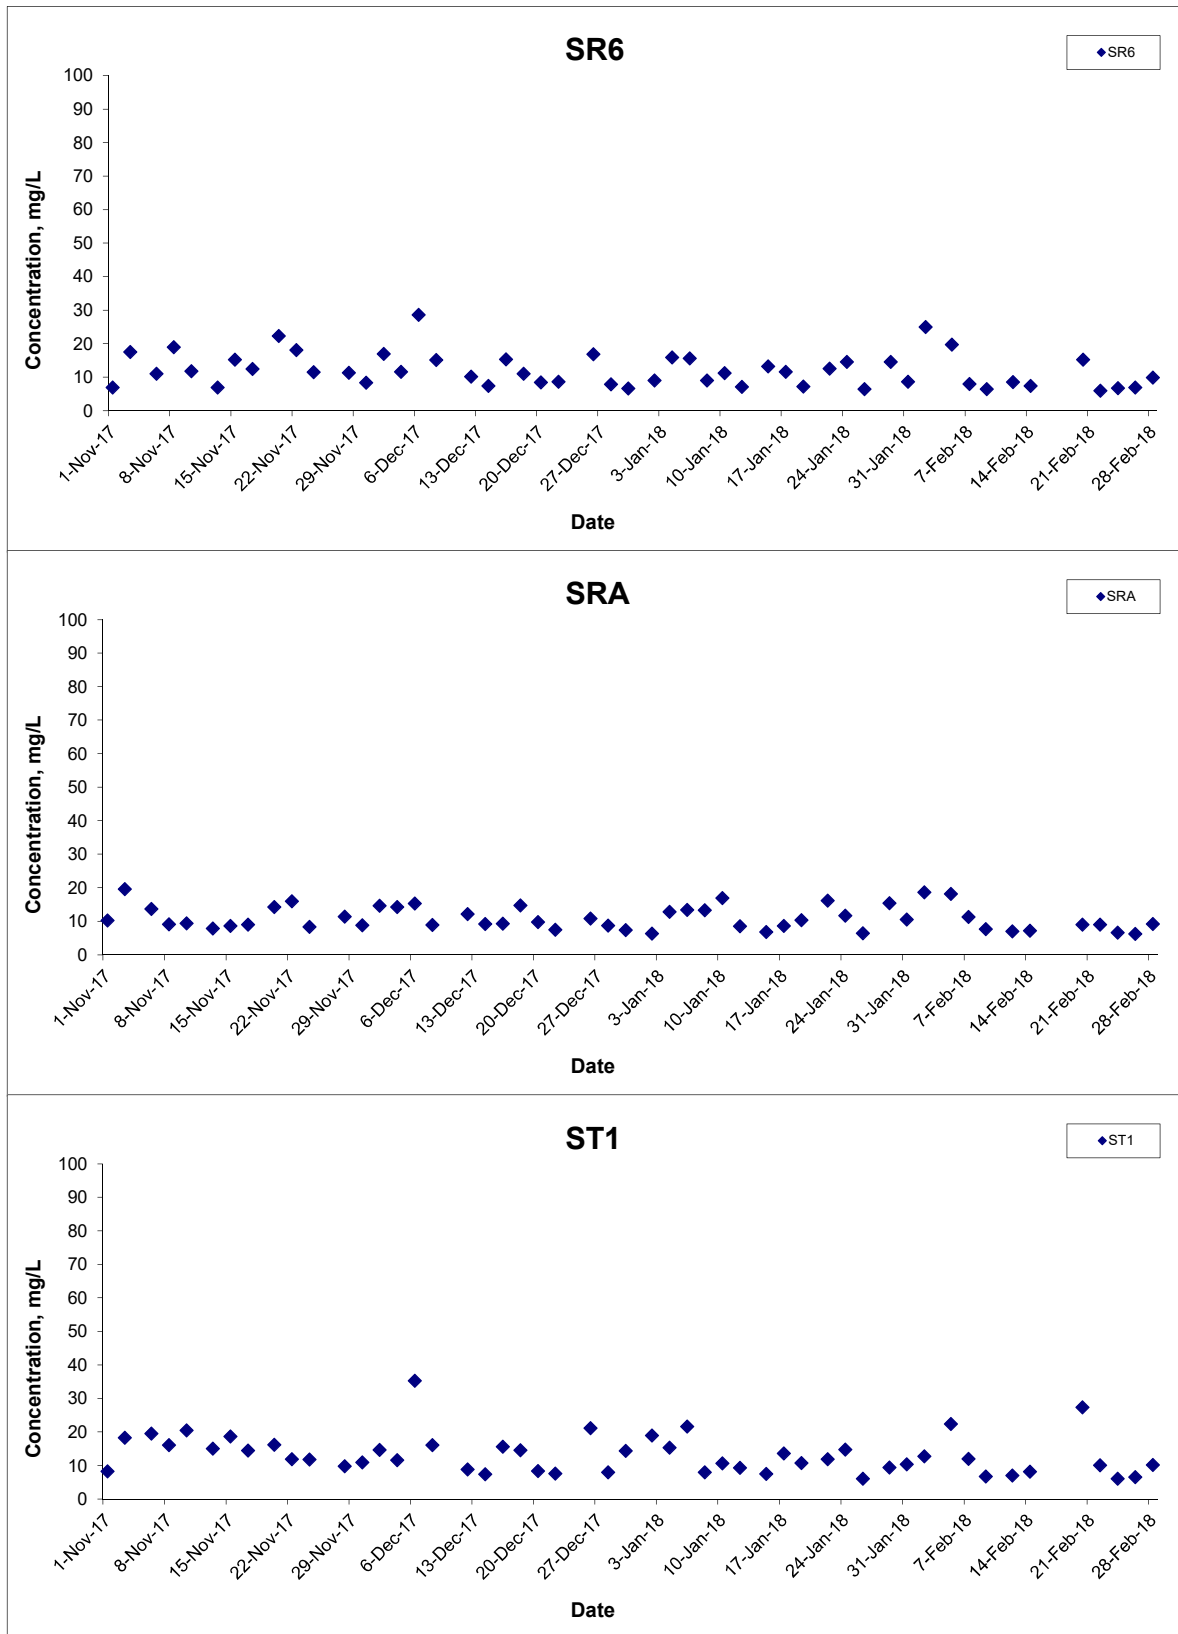 SR6
SR6
100
90
80
70
60
50
40
30
20
10
0
Concentration, mg/L
1-Nov-17
8-Nov-17
15-Nov-17
22-Nov-17
29-Nov-17
6-Dec-17
13-Dec-17
20-Dec-17
27-Dec-17
3-Jan-18
10-Jan-18
17-Jan-18
24-Jan-18
31-Jan-18
7-Feb-18
14-Feb-18
21-Feb-18
28-Feb-18
Date
SRA
SRA
100
90
80
70
60
50
40
30
20
10
0
Concentration, mg/L
1-Nov-17
8-Nov-17
15-Nov-17
22-Nov-17
29-Nov-17
6-Dec-17
13-Dec-17
20-Dec-17
27-Dec-17
3-Jan-18
10-Jan-18
17-Jan-18
24-Jan-18
31-Jan-18
7-Feb-18
14-Feb-18
21-Feb-18
28-Feb-18
Date
ST1
ST1
100
90
80
70
60
50
40
30
20
10
0
Concentration, mg/L
1-Nov-17
8-Nov-17
15-Nov-17
22-Nov-17
29-Nov-17
6-Dec-17
13-Dec-17
20-Dec-17
27-Dec-17
3-Jan-18
10-Jan-18
17-Jan-18
24-Jan-18
31-Jan-18
7-Feb-18
14-Feb-18
21-Feb-18
28-Feb-18
Date